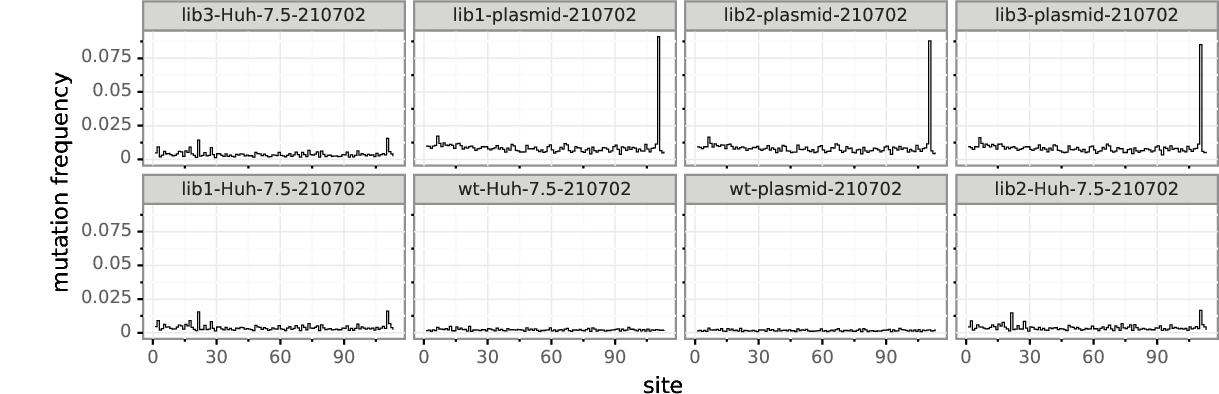 lib3-Huh-7.5-210702 lib1-plasmid-210702 lib2-plasmid-210702 lib3-plasmid-210702
0.075
0.05
0.025
0
mutation frequency
lib1-Huh-7.5-210702 wt-Huh-7.5-210702 wt-plasmid-210702 lib2-Huh-7.5-210702
0.075
0.05
0.025
0
0 30 60 90 0 30 60 90 0 30 60 90 0 30 60 90
site